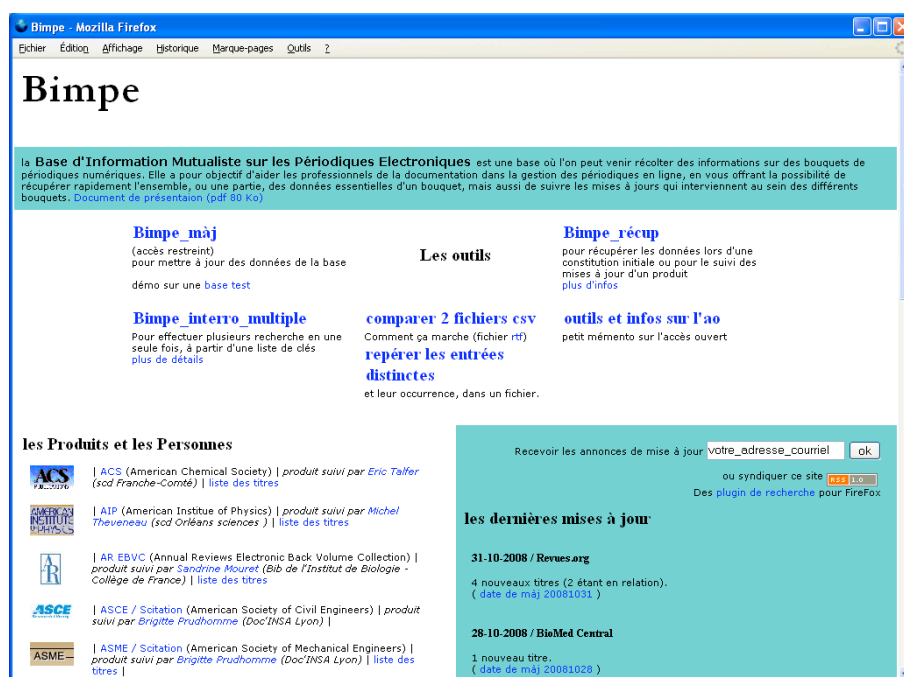 Bimpe - Mozilla Firefox
Fichier Édition Affichage Historique Marque-pages Outils ?
Bimpe
la Base d'Information Mutualiste sur les Périodiques Electroniques est une base où l'on peut venir récolter des informations sur des bouquets de
périodiques numériques. Elle a pour objectif d'aider les professionnels de la documentation dans la gestion des périodiques en ligne, en vous offrant la possibilité de
récupérer rapidement l'ensemble, ou une partie, des données essentielles d'un bouquet, mais aussi de suivre les mises à jours qui interviennent au sein des différents
bouquets. Document de présentaion (pdf 80 Ko)
Bimpe_màj
(accès restreint)
pour mettre à jour des données de la base
démo sur une base test
Les outils
Bimpe_récup
pour récupérer les données lors d'une
constitution initiale ou pour le suivi des
mises à jour d'un produit
plus d'infos
Bimpe_interro_multiple
Pour effectuer plusieurs recherche en une
seule fois, à partir d'une liste de clés
plus de détails
comparer 2 fichiers csv
Comment ça marche (fichier rtf)
repérer les entrées
distinctes
et leur occurrence, dans un fichier.
outils et infos sur l'ao
petit mémento sur l'accès ouvert
les Produits et les Personnes
ACS
| ACS (American Chemical Society) | produit suivi par Eric Talfer
(scd Franche-Comté) | liste des titres
AMERICAN
INSTITUTE
OF PHYSICS
| AIP (American Institue of Physics) | produit suivi par Michel
Theveneau (scd Orléans sciences ) | liste des titres
AR
| AR EBVC (Annual Reviews Electronic Back Volume Collection) |
produit suivi par Sandrine Mouret (Bib de l'Institut de Biologie -
Collège de France) | liste des titres
ASCE
| ASCE / Scitation (American Society of Civil Engineers) | produit
suivi par Brigitte Prudhomme (Doc'INSA Lyon) |
ASME
| ASME / Scitation (American Society of Mechanical Engineers) |
produit suivi par Brigitte Prudhomme (Doc'INSA Lyon) | liste des
titres |
Recevoir les annonces de mise à jour votre_adresse_courriel ok
ou syndiquer ce site RSS 1.0
Des plugin de recherche pour FireFox
les dernières mises à jour
31-10-2008 / Revues.org
4 nouveaux titres (2 étant en relation).
( date de màj 20081031 )
28-10-2008 / BioMed Central
1 nouveau titre.
( date de màj 20081028 )